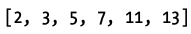 [2, 3, 5, 7, 11, 13]